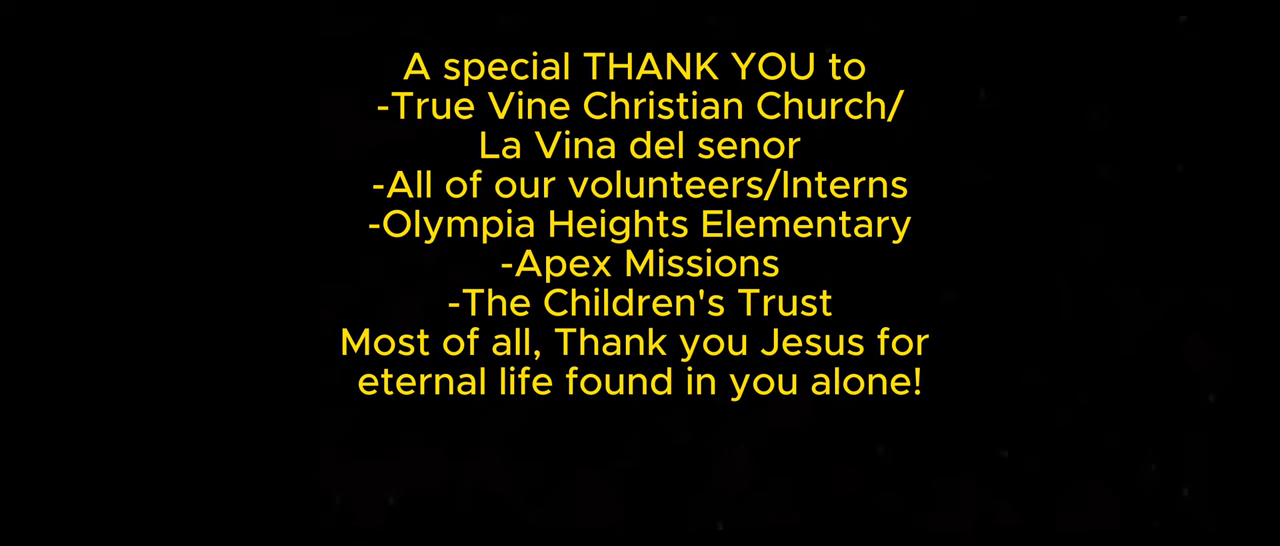 A special THANK YOU to
-True Vine Christian Church/
La Vina del senor
-All of our volunteers/Interns
-Olympia Heights Elementary
-Apex Missions
-The Children's Trust
Most of all, Thank you Jesus for
eternal life found in you alone!